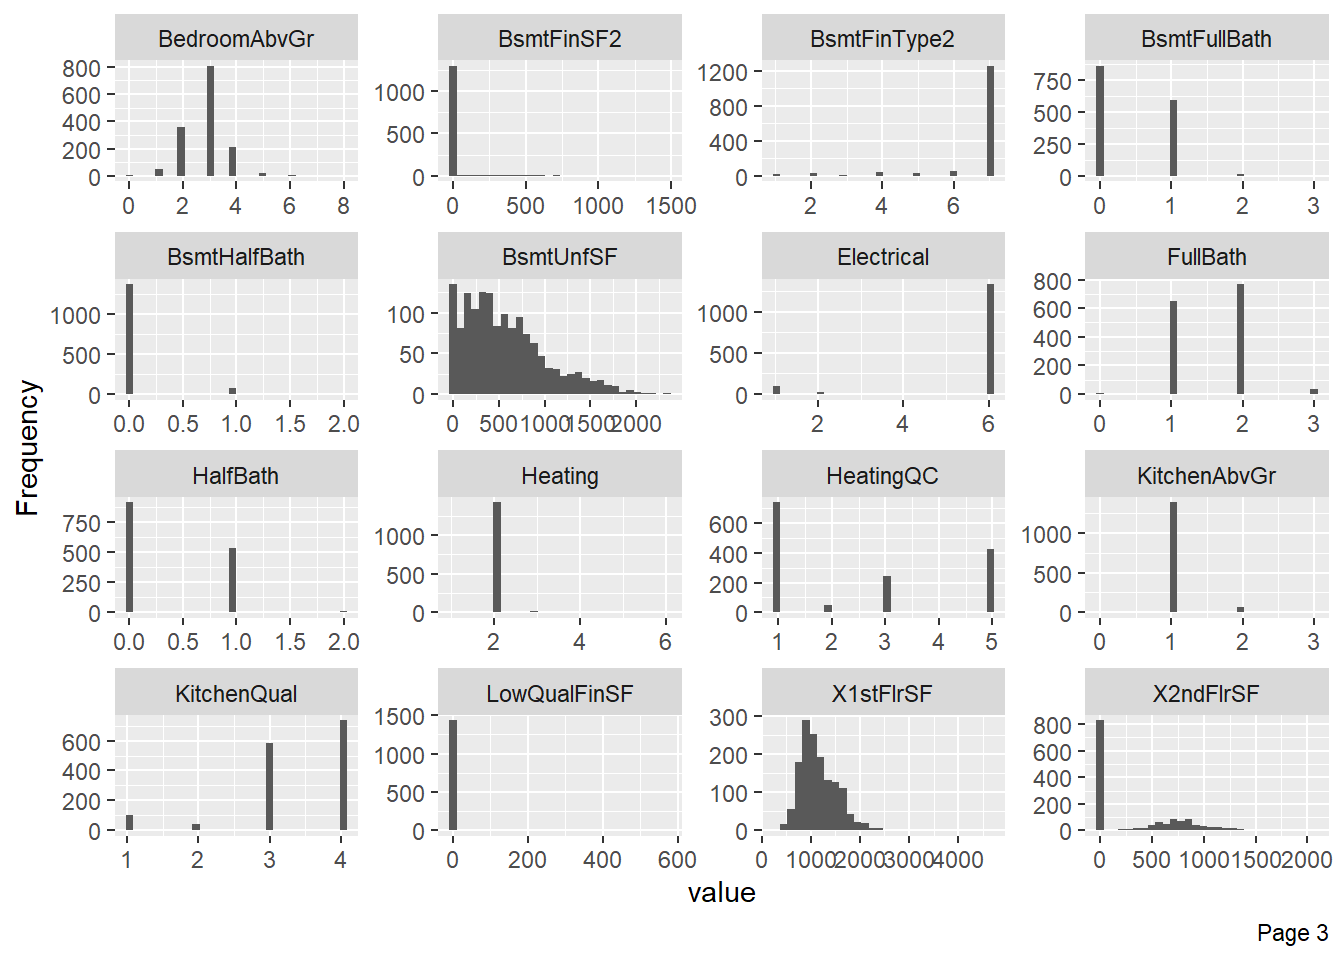 BedroomAbvGr BsmtFinSF2 BsmtFinType2 BsmtFullBath
800 600 400 200 0
1000 500 0
1200 800 400 0
750 500 250 0
0 2 4 6 8
0 500 1000 1500
2 4 6
0 1 2 3
BsmtHalfBath BsmtUnfSF Electrical FullBath
1000 500 0
100 50 0
1000 500 0
800 600 400 200 0
0.0 0.5 1.0 1.5 2.0
0 500 1000 1500 2000
2 4 6
0 1 2 3
Frequency
HalfBath Heating HeatingQC KitchenAbvGr
750 500 250 0
1000 500 0
600 400 200 0
1000 500 0
0.0 0.5 1.0 1.5 2.0
2 4 6
1 2 3 4 5
0 1 2 3
KitchenQual LowQualFinSF X1stFlrSF X2ndFlrSF
600 400 200 0
1500 1000 500 0
300 200 100 0
800 600 400 200 0
1 2 3 4
0 200 400 600
0 1000 2000 3000 4000
0 500 1000 1500 2000
value
Page 3